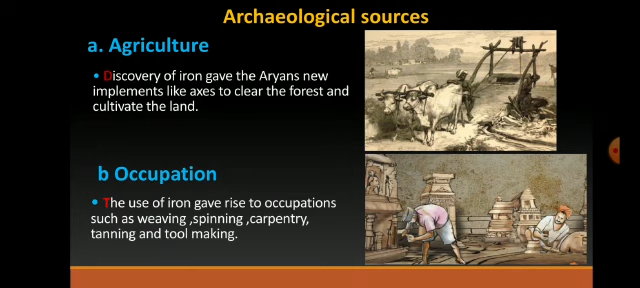 Archaeological sources
a. Agriculture
• Discovery of iron gave the Aryans new
implements like axes to clear the forest and
cultivate the land.
b Occupation
• The use of iron gave rise to occupations
such as weaving ,spinning ,carpentry,
tanning and tool making.